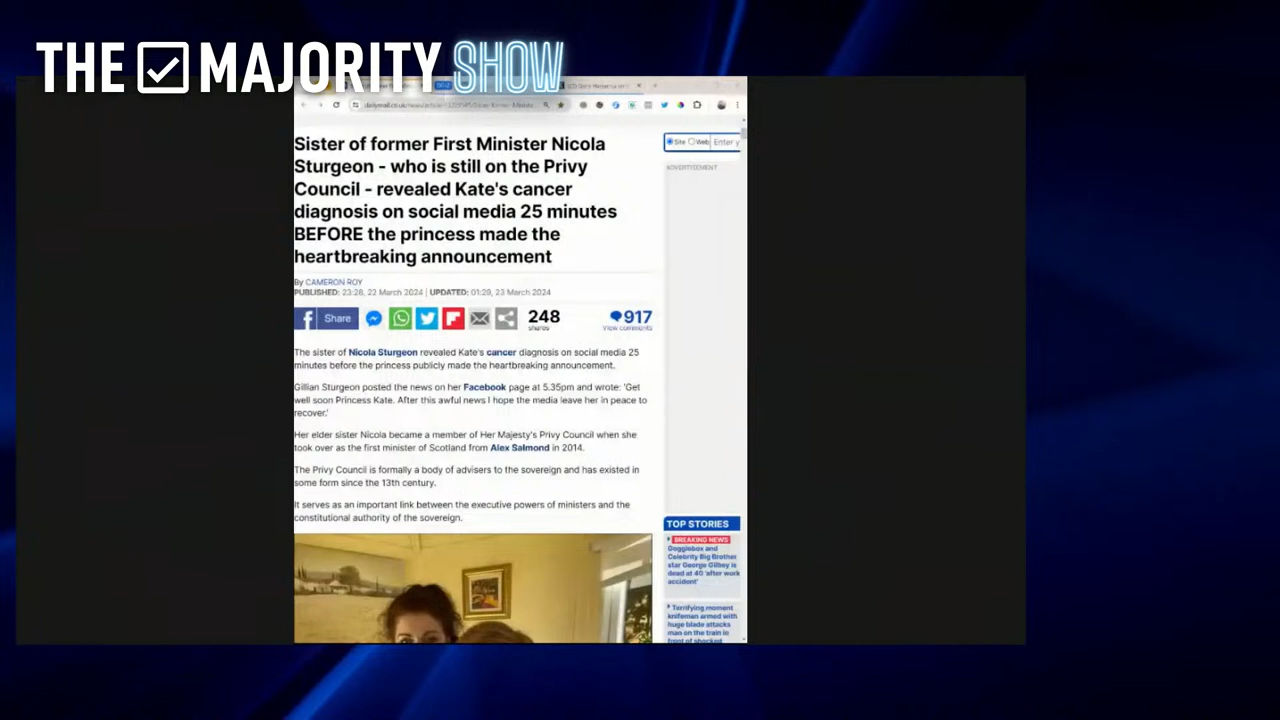 THE MAJORITY SHOW
Sister of former First Minister Nicola
Sturgeon - who is still on the Privy
Council - revealed Kate's cancer
diagnosis on social media 25 minutes
BEFORE the princess made the
heartbreaking announcement
By CAMERON ROY
PUBLISHED: 23:28, 22 March 2024 | UPDATED: 01:29, 23 March 2024
Share
248
shares
917
View comments
The sister of Nicola Sturgeon revealed Kate's cancer diagnosis on social media 25
minutes before the princess publicly made the heartbreaking announcement.
Gillian Sturgeon posted the news on her Facebook page at 5.35pm and wrote: 'Get
well soon Princess Kate. After this awful news I hope the media leave her in peace to
recover.'
Her elder sister Nicola became a member of Her Majesty's Privy Council when she
took over as the first minister of Scotland from Alex Salmond in 2014.
The Privy Council is formally a body of advisers to the sovereign and has existed in
some form since the 13th century.
It serves as an important link between the executive powers of ministers and the
constitutional authority of the sovereign.
Site Web Enter y
ADVERTISEMENT
TOP STORIES
BREAKING NEWS
Gogglebox and
Celebrity Big Brother
star George Gilbey is
dead at 40 'after work
accident'
Terrifying moment
knifeman armed with
huge blade attacks
man on the train in
front of shocked